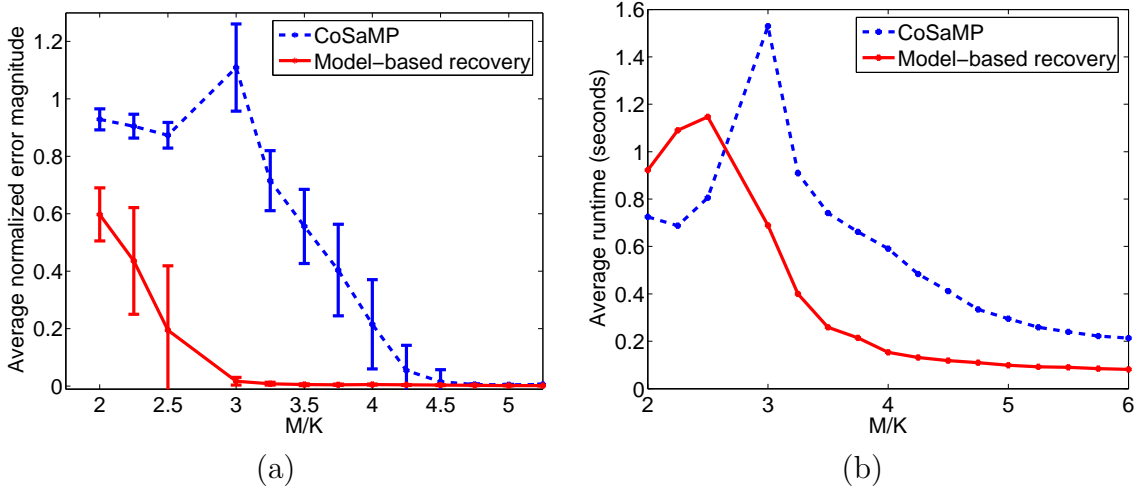 1.2
1
0.8
0.6
0.4
0.2
0
Average normalized error magnitude
CoSaMP
Model−based recovery
2
2.5
3
3.5
4
4.5
5
M/K
(a)
1.6
1.4
1.2
1
0.8
0.6
0.4
0.2
0
Average runtime (seconds)
CoSaMP
Model−based recovery
2
3
4
5
6
M/K
(b)